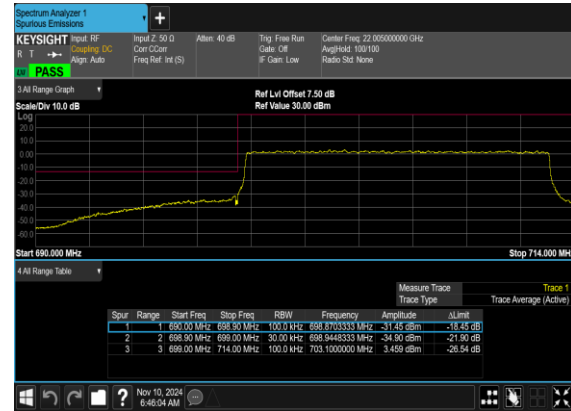 Spectrum Analyzer 1
Spurious Emissions
+
KEYSIGHT
R T
LW PASS
Input: RF
Coupling: DC
Align: Auto
Input Z: 50 Ω
Corr CCorr
Freq Ref: Int (S)
Atten: 40 dB
Trig: Free Run
Gate: Off
IF Gain: Low
Center Freq: 22.005000000 GHz
Avg|Hold: 100/100
Radio Std: None
3 All Range Graph
Scale/Div 10.0 dB
Ref Lvl Offset 7.50 dB
Ref Value 30.00 dBm
Log
20.0
10.0
0.00
-10.0
-20.0
-30.0
-40.0
-50.0
-60.0
Start 690.000 MHz
Stop 714.000 MH
4 All Range Table
Measure Trace Trace 1
Trace Type Trace Average (Active)
Spur Range Start Freq Stop Freq RBW Frequency Amplitude ΔLimit
1 1 690.00 MHz 698.90 MHz 100.0 kHz 698.8703333 MHz -31.45 dBm -18.45 dB
2 2 698.90 MHz 699.00 MHz 30.00 kHz 698.9448333 MHz -34.90 dBm -21.90 dB
3 3 699.00 MHz 714.00 MHz 100.0 kHz 703.1000000 MHz 3.459 dBm -26.54 dB
?
Nov 10, 2024
6:46:04 AM